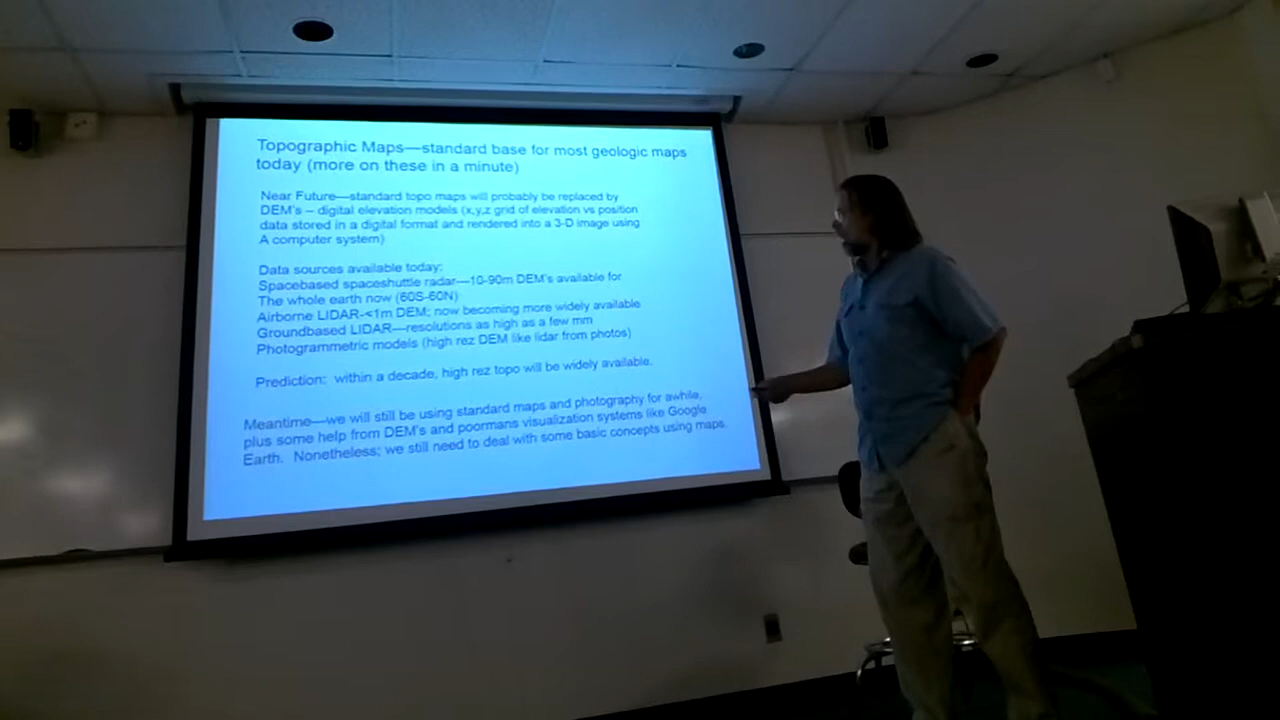 Topographic Maps—standard base for most geologic maps
today (more on these in a minute)
Near Future—standard topo maps will probably be replaced by
DEM's – digital elevation models (x,y,z grid of elevation vs position
data stored in a digital format and rendered into a 3-D image using
A computer system)
Data sources available today:
Spacebased spaceshuttle radar—10-90m DEM's available for
The whole earth now (60S-60N)
Airborne LIDAR-<1m DEM; now becoming more widely available
Groundbased LIDAR—resolutions as high as a few mm
Photogrammetric models (high rez DEM like lidar from photos)
Prediction: within a decade, high rez topo will be widely available.
Meantime—we will still be using standard maps and photography for awhile,
plus some help from DEM's and poormans visualization systems like Google
Earth. Nonetheless; we still need to deal with some basic concepts using maps.